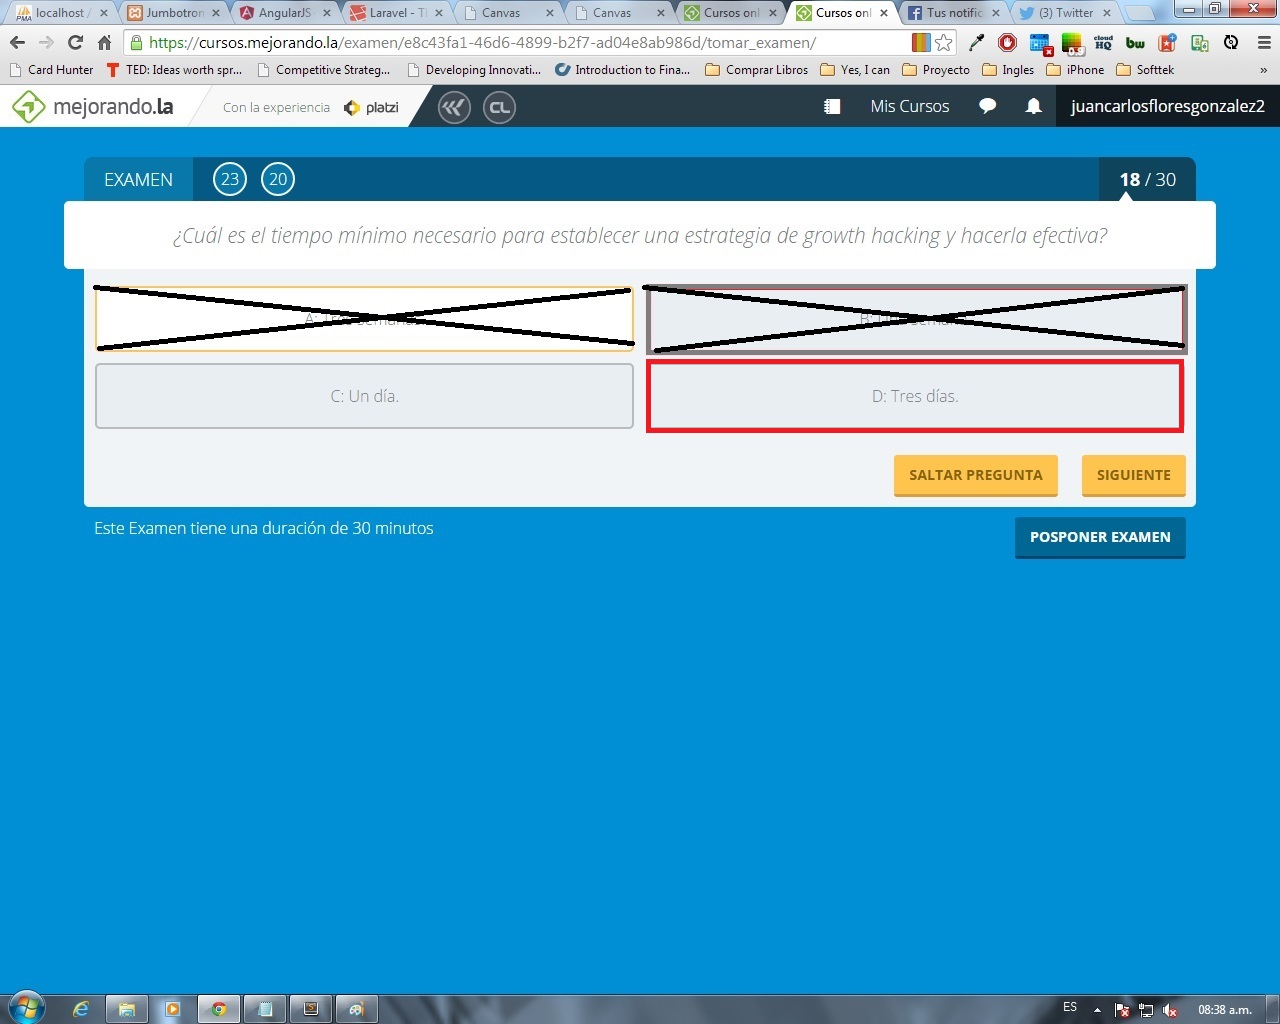 localhost /
Jumbotron
AngularJS
Laravel - Th
Canvas
Canvas
Cursos onl
Cursos onl
Tus notific
(3) Twitter
https://cursos.mejorando.la/examen/e8c43fa1-46d6-4899-b2f7-ad04e8ab986d/tomar_examen/
cloud
HQ
bw
Card Hunter
TED: Ideas worth spr...
Competitive Strateg...
Developing Innovati...
Introduction to Fina...
Comprar Libros
Yes, I can
Proyecto
Ingles
iPhone
Softtek
»
mejorando.la
Con la experiencia
platzi
CL
Mis Cursos
juancarlosfloresgonzalez2
EXAMEN
23
20
18 / 30
¿Cuál es el tiempo mínimo necesario para establecer una estrategia de growth hacking y hacerla efectiva?
A:
B:
C: Un día.
D: Tres días.
SALTAR PREGUNTA
SIGUIENTE
Este Examen tiene una duración de 30 minutos
POSPONER EXAMEN
ES
08:38 a.m.